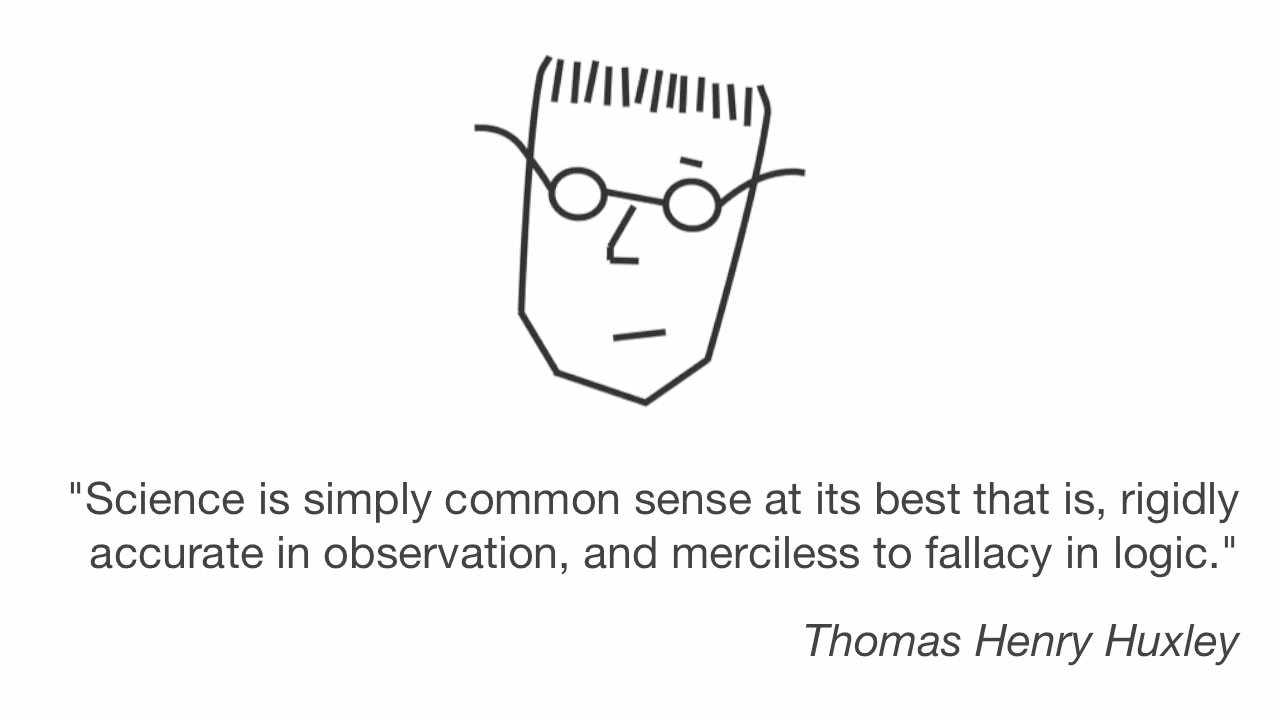 "Science is simply common sense at its best that is, rigidly
accurate in observation, and merciless to fallacy in logic."
Thomas Henry Huxley